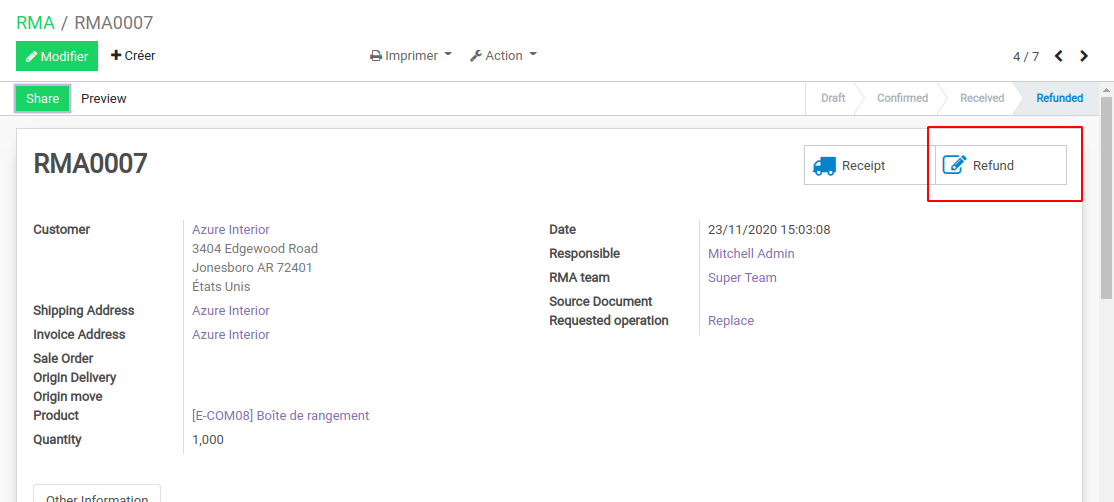 RMA / RMA0007
Modifier Créer Imprimer Action 4 / 7
Share Preview Draft Confirmed Received Refunded
RMA0007
Receipt Refund
Customer Azure Interior
3404 Edgewood Road
Jonesboro AR 72401
États Unis
Shipping Address Azure Interior
Invoice Address Azure Interior
Sale Order
Origin Delivery
Origin move
Product [E-COM08] Boîte de rangement
Quantity 1,000
Date 23/11/2020 15:03:08
Responsible Mitchell Admin
RMA team Super Team
Source Document
Requested operation Replace
Other Information